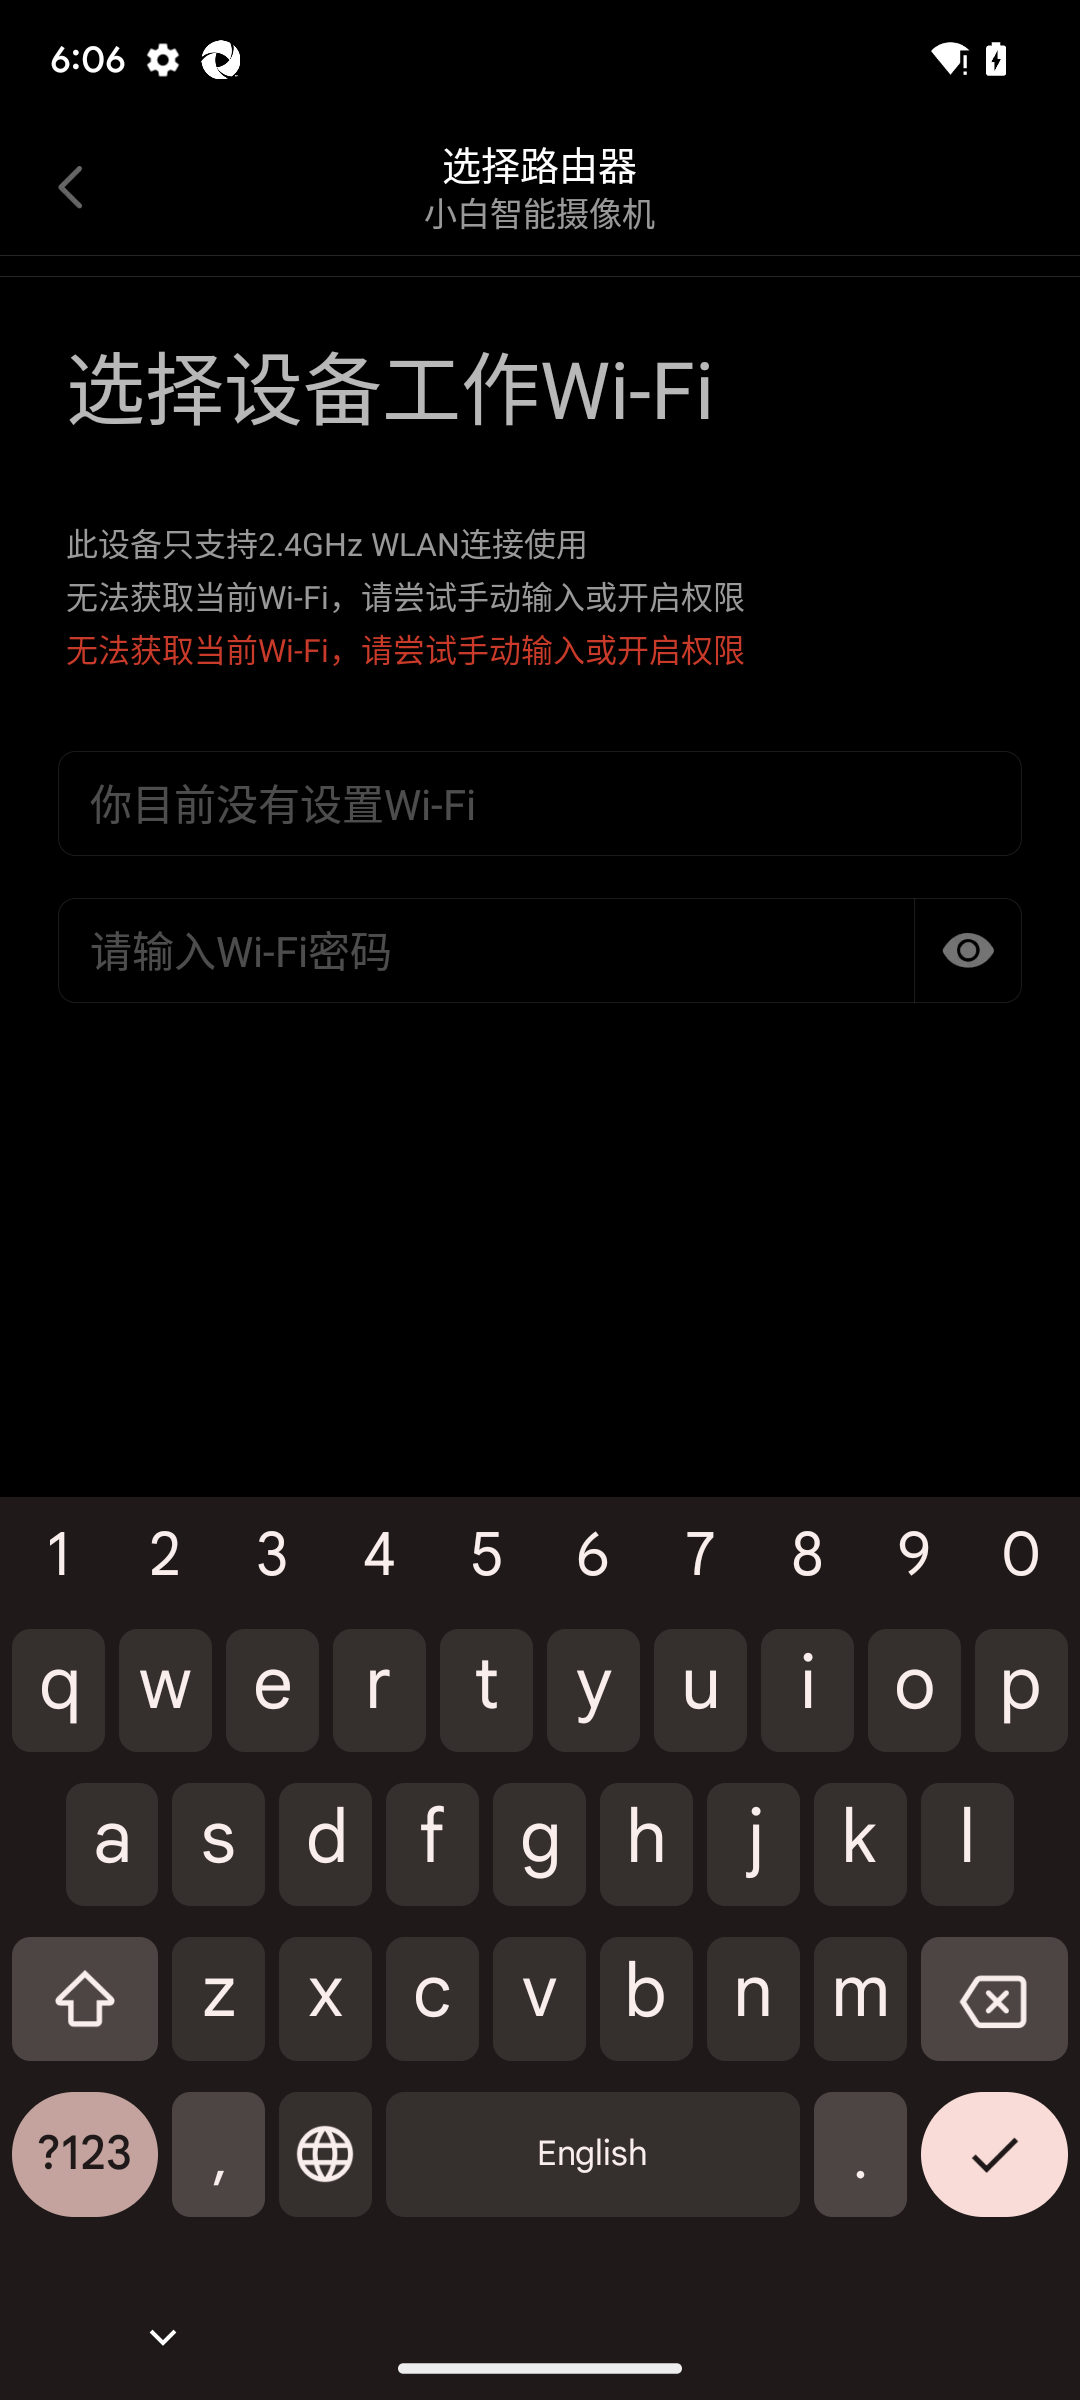 6:06
选择路由器
小白智能摄像机
选择设备工作Wi-Fi
此设备只支持2.4GHz WLAN连接使用
无法获取当前Wi-Fi，请尝试手动输入或开启权限
无法获取当前Wi-Fi，请尝试手动输入或开启权限
你目前没有设置Wi-Fi
请输入Wi-Fi密码
1 2 3 4 5 6 7 8 9 0
q w e r t y u i o p
a s d f g h j k l
z x c v b n m
?123 , English .